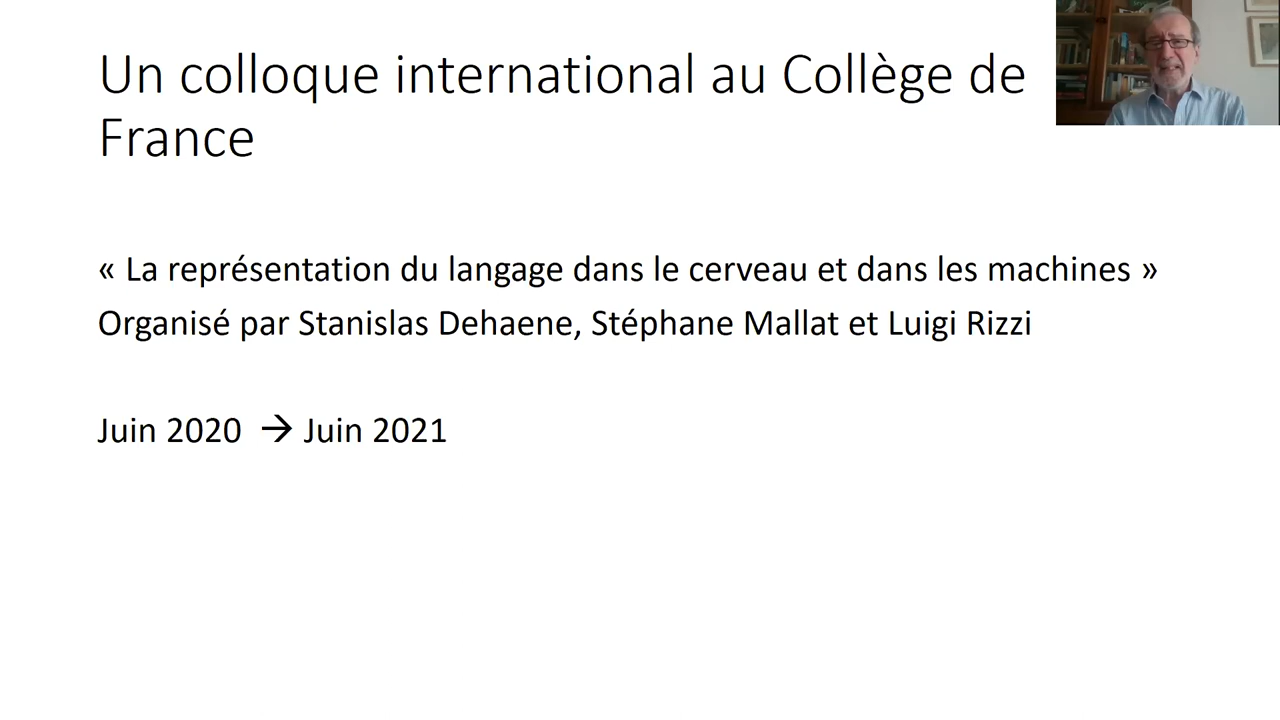 Un colloque international au Collège de
France
« La représentation du langage dans le cerveau et dans les machines »
Organisé par Stanislas Dehaene, Stéphane Mallat et Luigi Rizzi
Juin 2020 → Juin 2021